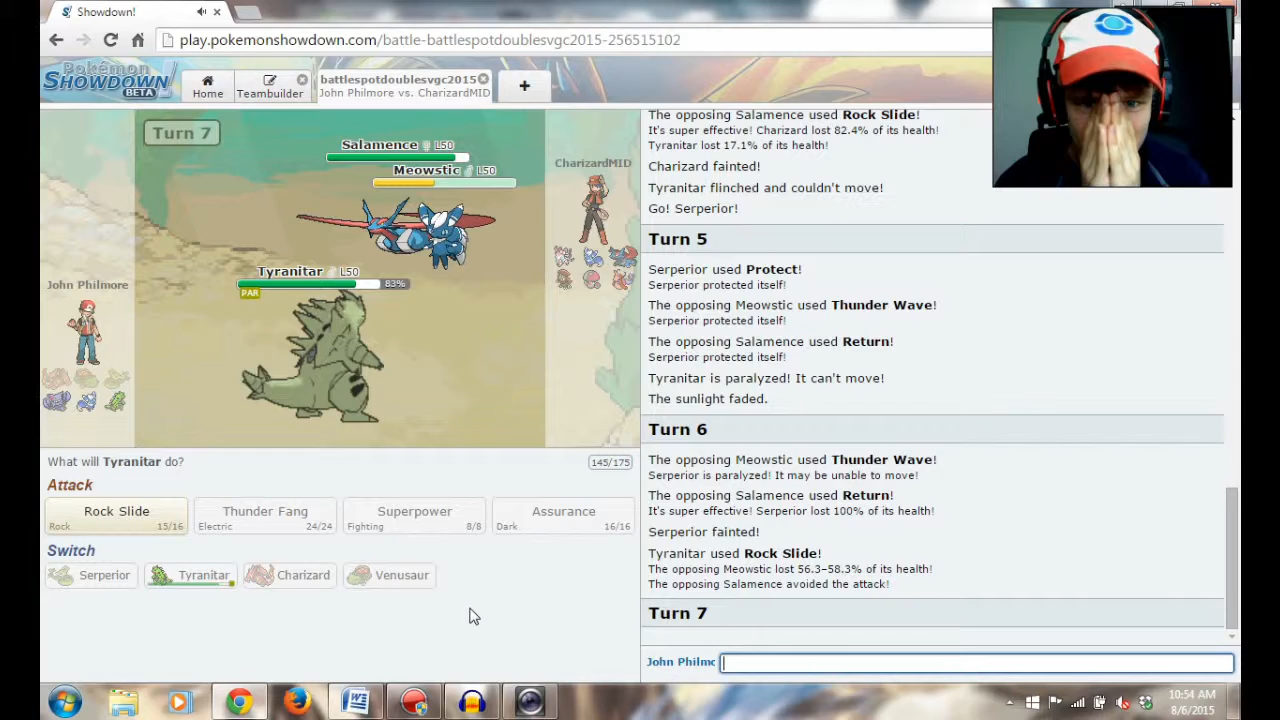 Showdown!
play.pokemonshowdown.com/battle-battlespotdoublesvgc2015-256515102
Pokémon
SHOWDOWN
BETA
Home
Teambuilder
battlespotdoublesvgc2015
John Philmore vs. CharizardMID
Turn 7
Salamence L50
Meowstic L50
CharizardMID
Tyranitar L50
83%
PAR
John Philmore
What will Tyranitar do?
145/175
Attack
Rock Slide
Rock 15/16
Thunder Fang
Electric 24/24
Superpower
Fighting 8/8
Assurance
Dark 16/16
Switch
Serperior
Tyranitar
Charizard
Venusaur
The opposing Salamence used Rock Slide!
It's super effective! Charizard lost 82.4% of its health!
Tyranitar lost 17.1% of its health!
Charizard fainted!
Tyranitar flinched and couldn't move!
Go! Serperior!
Turn 5
Serperior used Protect!
Serperior protected itself!
The opposing Meowstic used Thunder Wave!
Serperior protected itself!
The opposing Salamence used Return!
Serperior protected itself!
Tyranitar is paralyzed! It can't move!
The sunlight faded.
Turn 6
The opposing Meowstic used Thunder Wave!
Serperior is paralyzed! It may be unable to move!
The opposing Salamence used Return!
It's super effective! Serperior lost 100% of its health!
Serperior fainted!
Tyranitar used Rock Slide!
The opposing Meowstic lost 56.3–58.3% of its health!
The opposing Salamence avoided the attack!
Turn 7
John Philmc
10:54 AM
8/6/2015